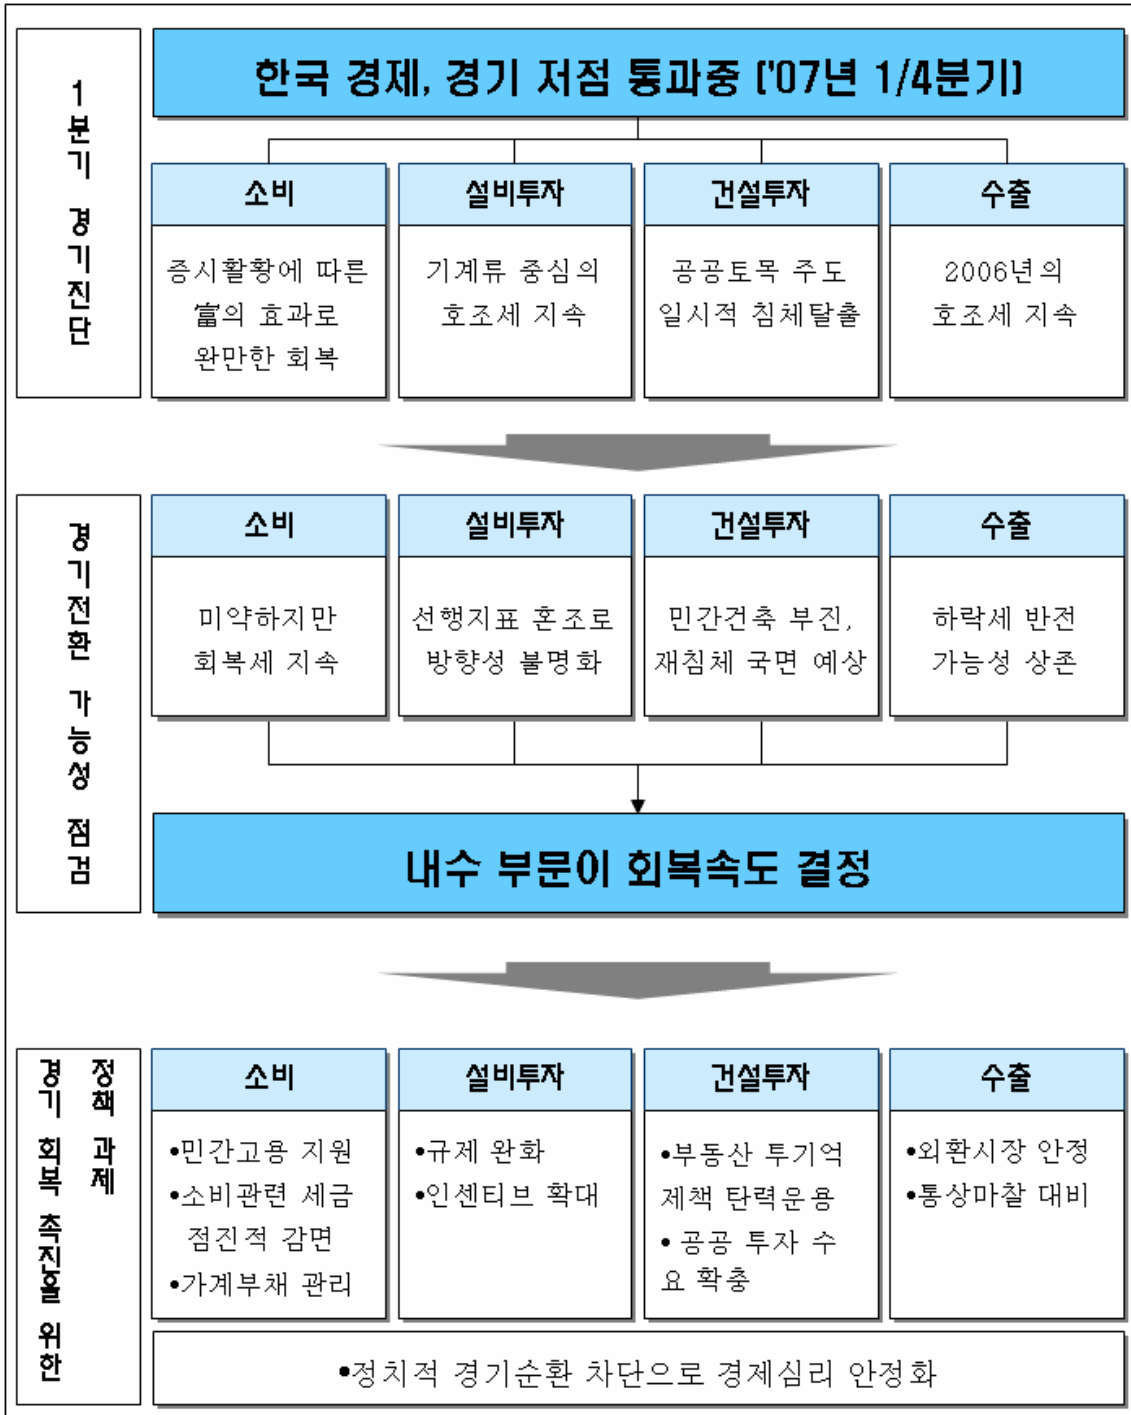 1분기 경기진단
한국 경제, 경기 저점 통과중 ('07년 1/4분기)
소비
증시활황에 따른
富의 효과로
완만한 회복
설비투자
기계류 중심의
호조세 지속
건설투자
공공토목 주도
일시적 침체탈출
수출
2006년의
호조세 지속
경기전환 가능성 점검
소비
미약하지만
회복세 지속
설비투자
선행지표 혼조로
방향성 불명화
건설투자
민간건축 부진,
재침체 국면 예상
수출
하락세 반전
가능성 상존
내수 부문이 회복속도 결정
경기 회복 촉진을 위한
정책 과제
소비
•민간고용 지원
•소비관련 세금
점진적 감면
•가계부채 관리
설비투자
•규제 완화
•인센티브 확대
건설투자
•부동산 투기억
제책 탄력운용
• 공공 투자 수
요 확충
수출
•외환시장 안정
•통상마찰 대비
•정치적 경기순환 차단으로 경제심리 안정화